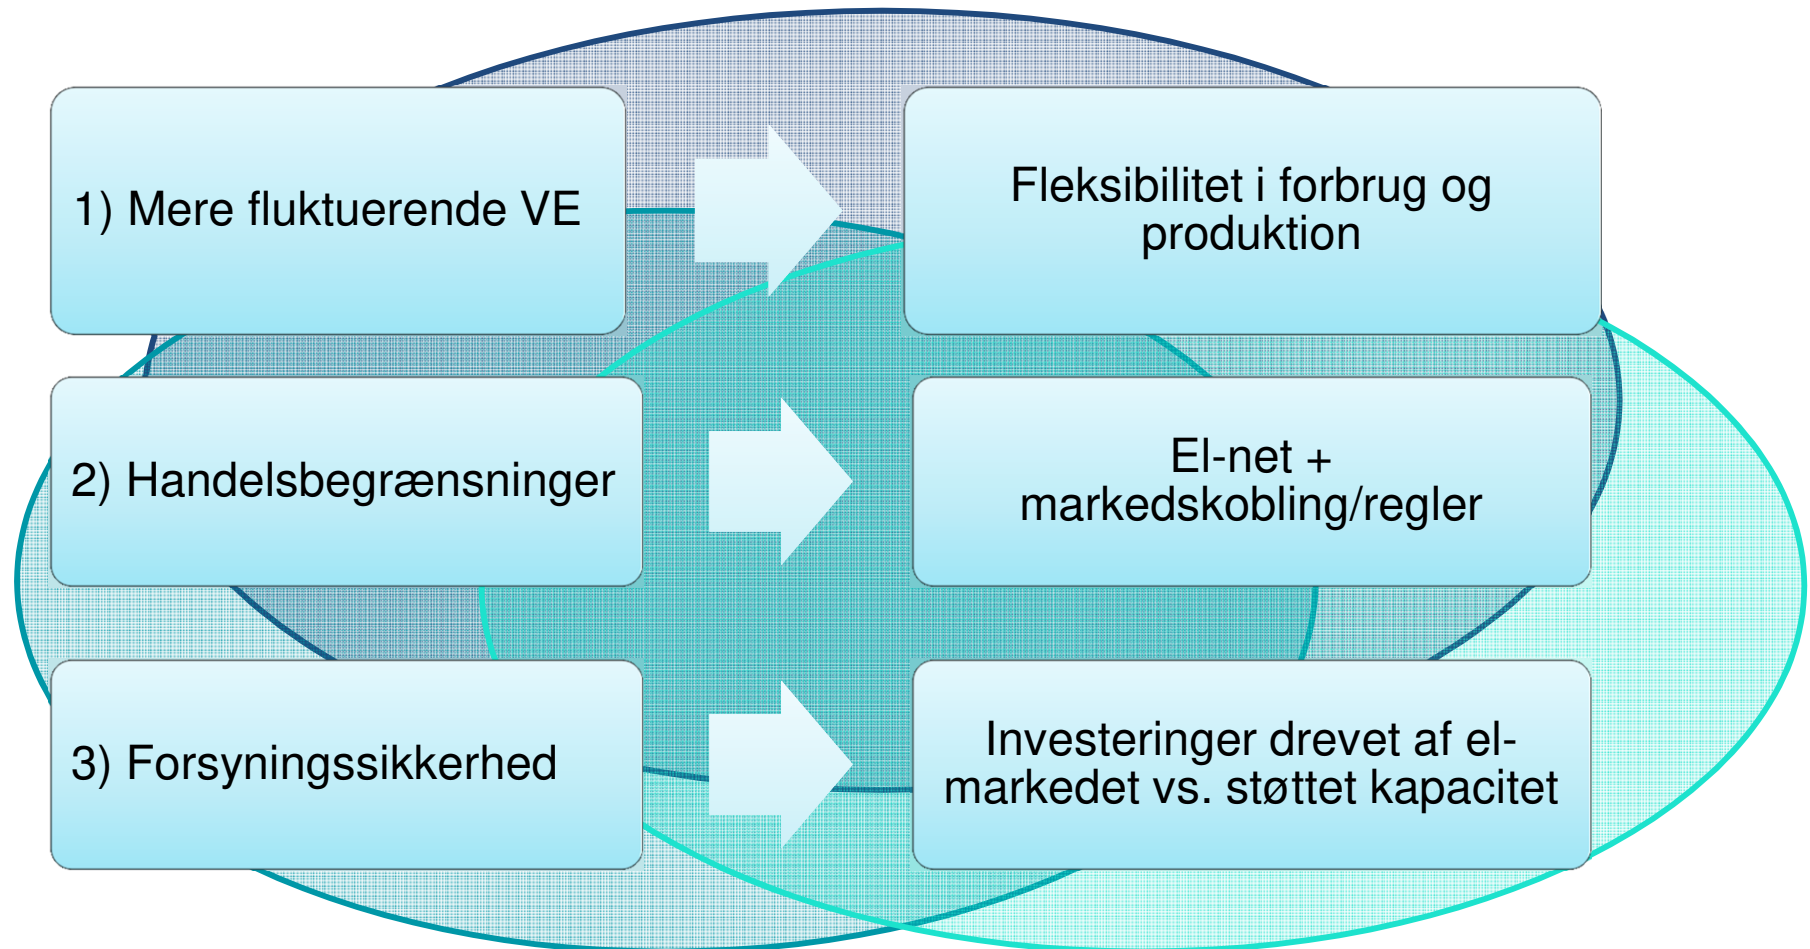 1) Mere fluktuerende VE
Fleksibilitet i forbrug og
produktion
2) Handelsbegrænsninger
El-net +
markedskobling/regler
3) Forsyningssikkerhed
Investeringer drevet af el-
markedet vs. støttet kapacitet